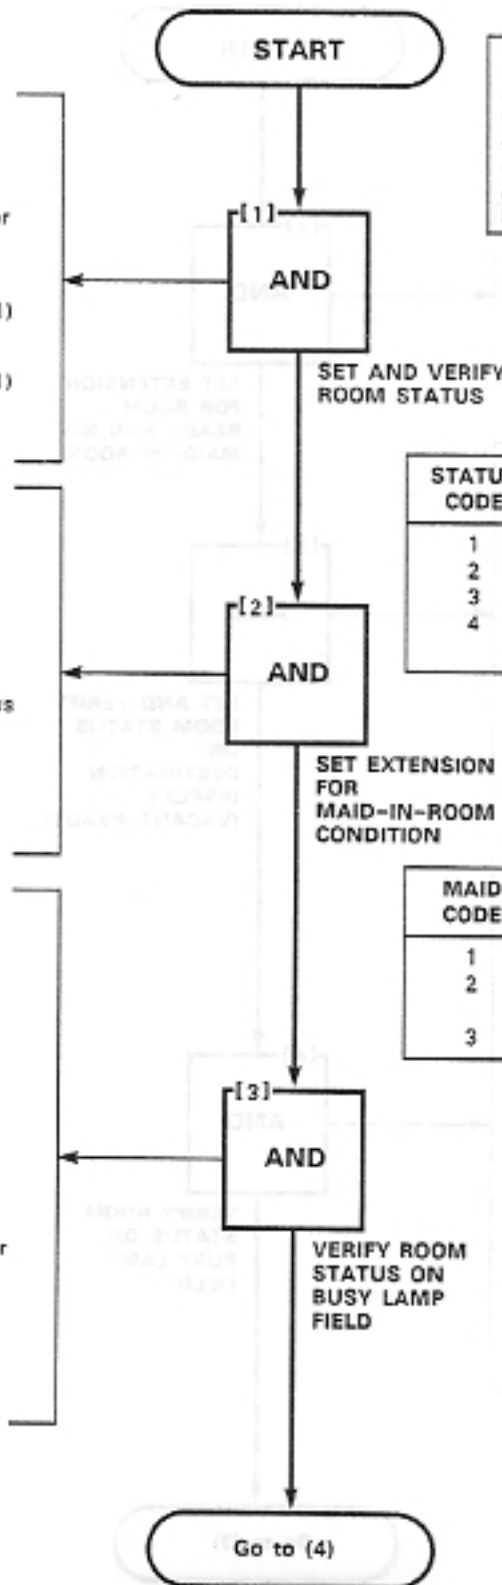 START
[1]
AND
SET AND VERIFY
ROOM STATUS
STATU
CODE
1
2
3
4
[2]
AND
SET EXTENSION
FOR
MAID-IN-ROOM
CONDITION
MAID
CODE
1
2
3
[3]
AND
VERIFY ROOM
STATUS ON
BUSY LAMP
FIELD
Go to (4)